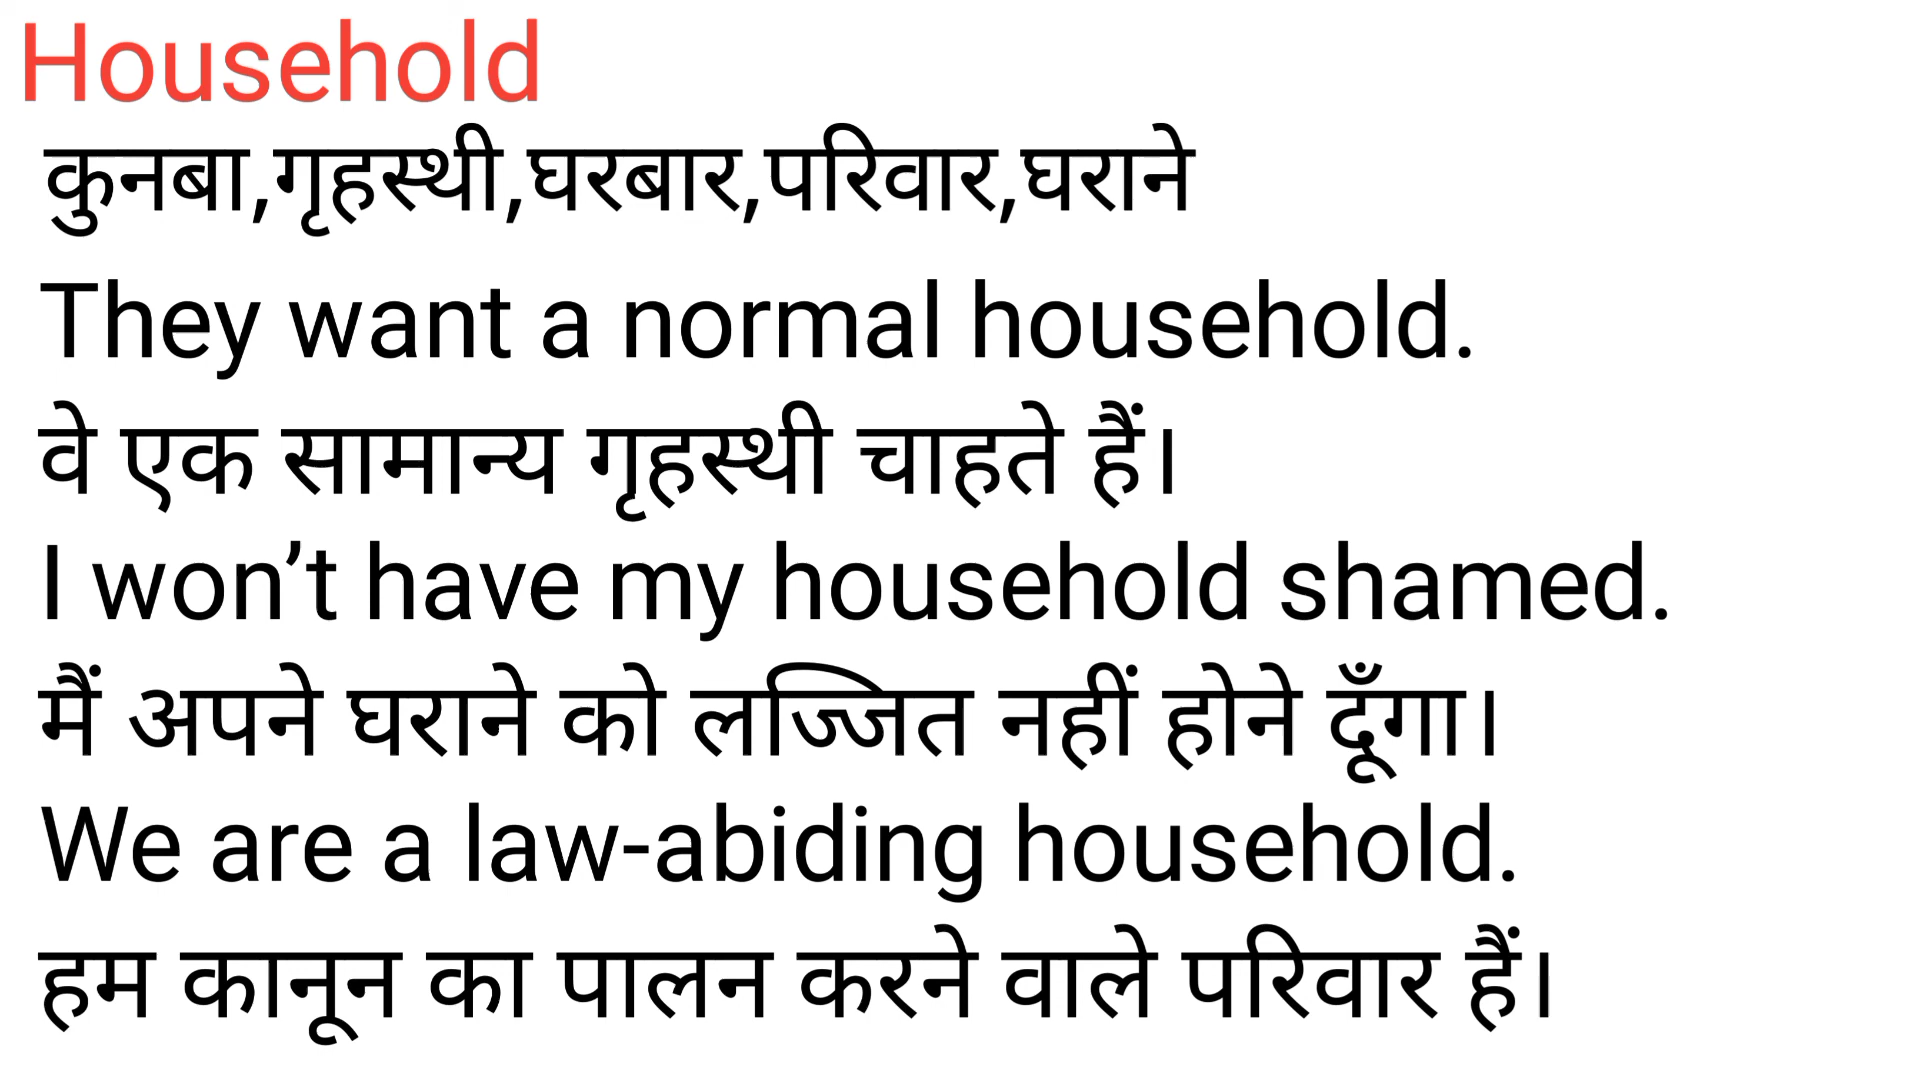 Household
कुनबा,गृहस्थी,घरबार,परिवार,घराने
They want a normal household.
वे एक सामान्य गृहस्थी चाहते हैं।
I won’t have my household shamed.
मैं अपने घराने को लज्जित नहीं होने दूँगा।
We are a law-abiding household.
हम कानून का पालन करने वाले परिवार हैं।